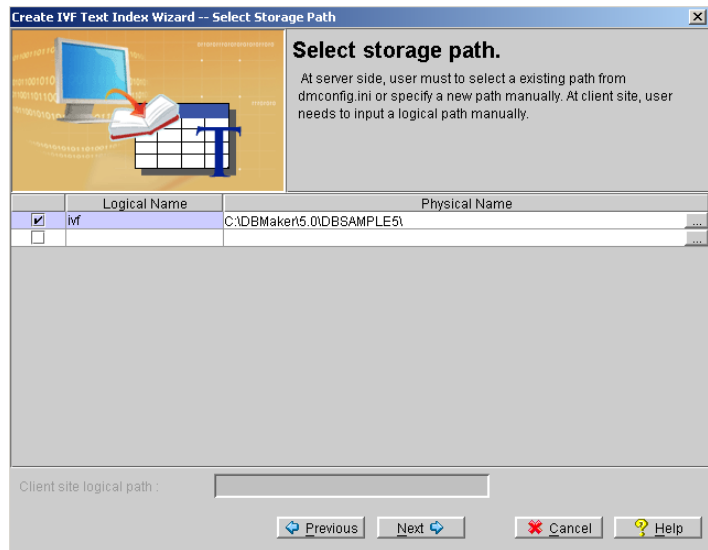 Create IVF Text Index Wizard -- Select Storage Path
Select storage path.
At server side, user must to select a existing path from
dmconfig.ini or specify a new path manually. At client site, user
needs to input a logical path manually.
Logical Name Physical Name
ivf C:\DBMaker\5.0\DBSAMPLE5\ ...
...
Client site logical path :
Previous Next Cancel Help